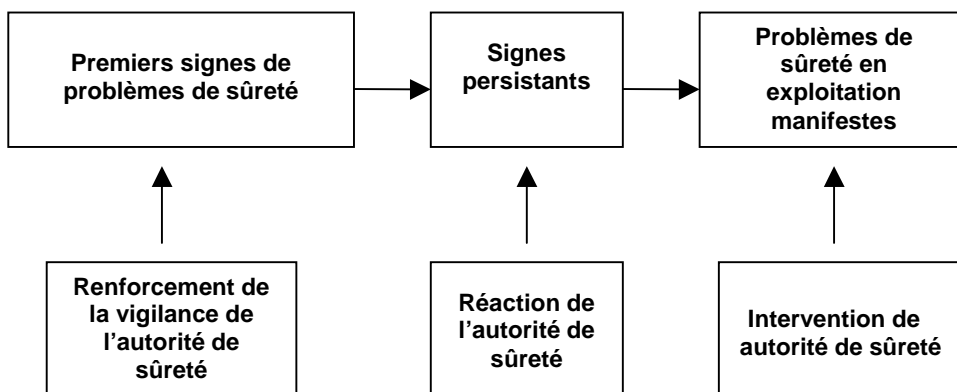 Premiers signes de
problèmes de sûreté
Signes
persistants
Problèmes de
sûreté en
exploitation
manifestes
Renforcement de
la vigilance de
l’autorité de
sûreté
Réaction de
l’autorité de
sûreté
Intervention de
autorité de sûreté